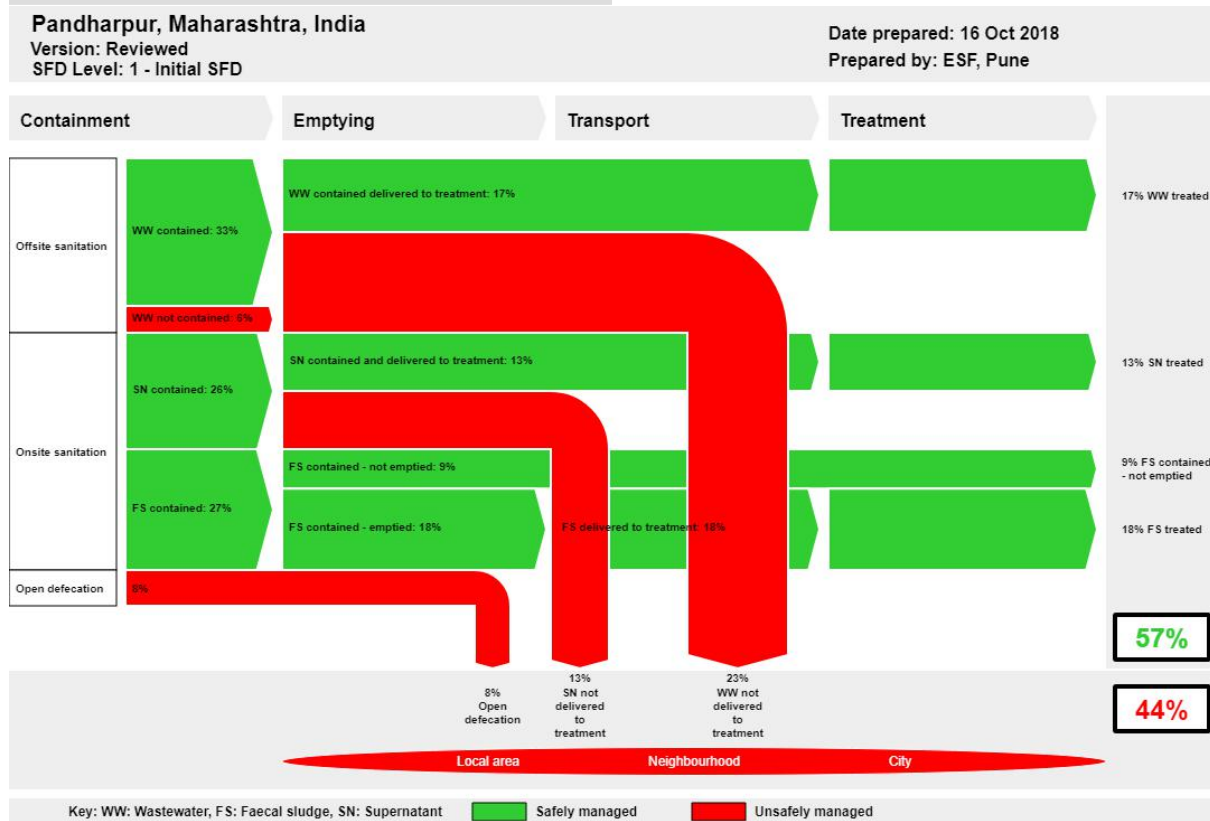 Pandharpur, Maharashtra, India
Version: Reviewed
SFD Level: 1 - Initial SFD
Date prepared: 16 Oct 2018
Prepared by: ESF, Pune
Containment
Emptying
Transport
Treatment
Offsite sanitation
WW contained: 33%
WW not contained: 6%
WW contained delivered to treatment: 17%
17% WW treated
Onsite sanitation
SN contained: 26%
SN contained and delivered to treatment: 13%
13% SN treated
FS contained: 27%
FS contained - not emptied: 9%
9% FS contained
- not emptied
FS contained - emptied: 18%
FS delivered to treatment: 18%
18% FS treated
Open defecation
8%
57%
8%
Open
defecation
13%
SN not
delivered
to
treatment
23%
WW not
delivered
to
treatment
44%
Local area
Neighbourhood
City
Key: WW: Wastewater, FS: Faecal sludge, SN: Supernatant
Safely managed
Unsafely managed